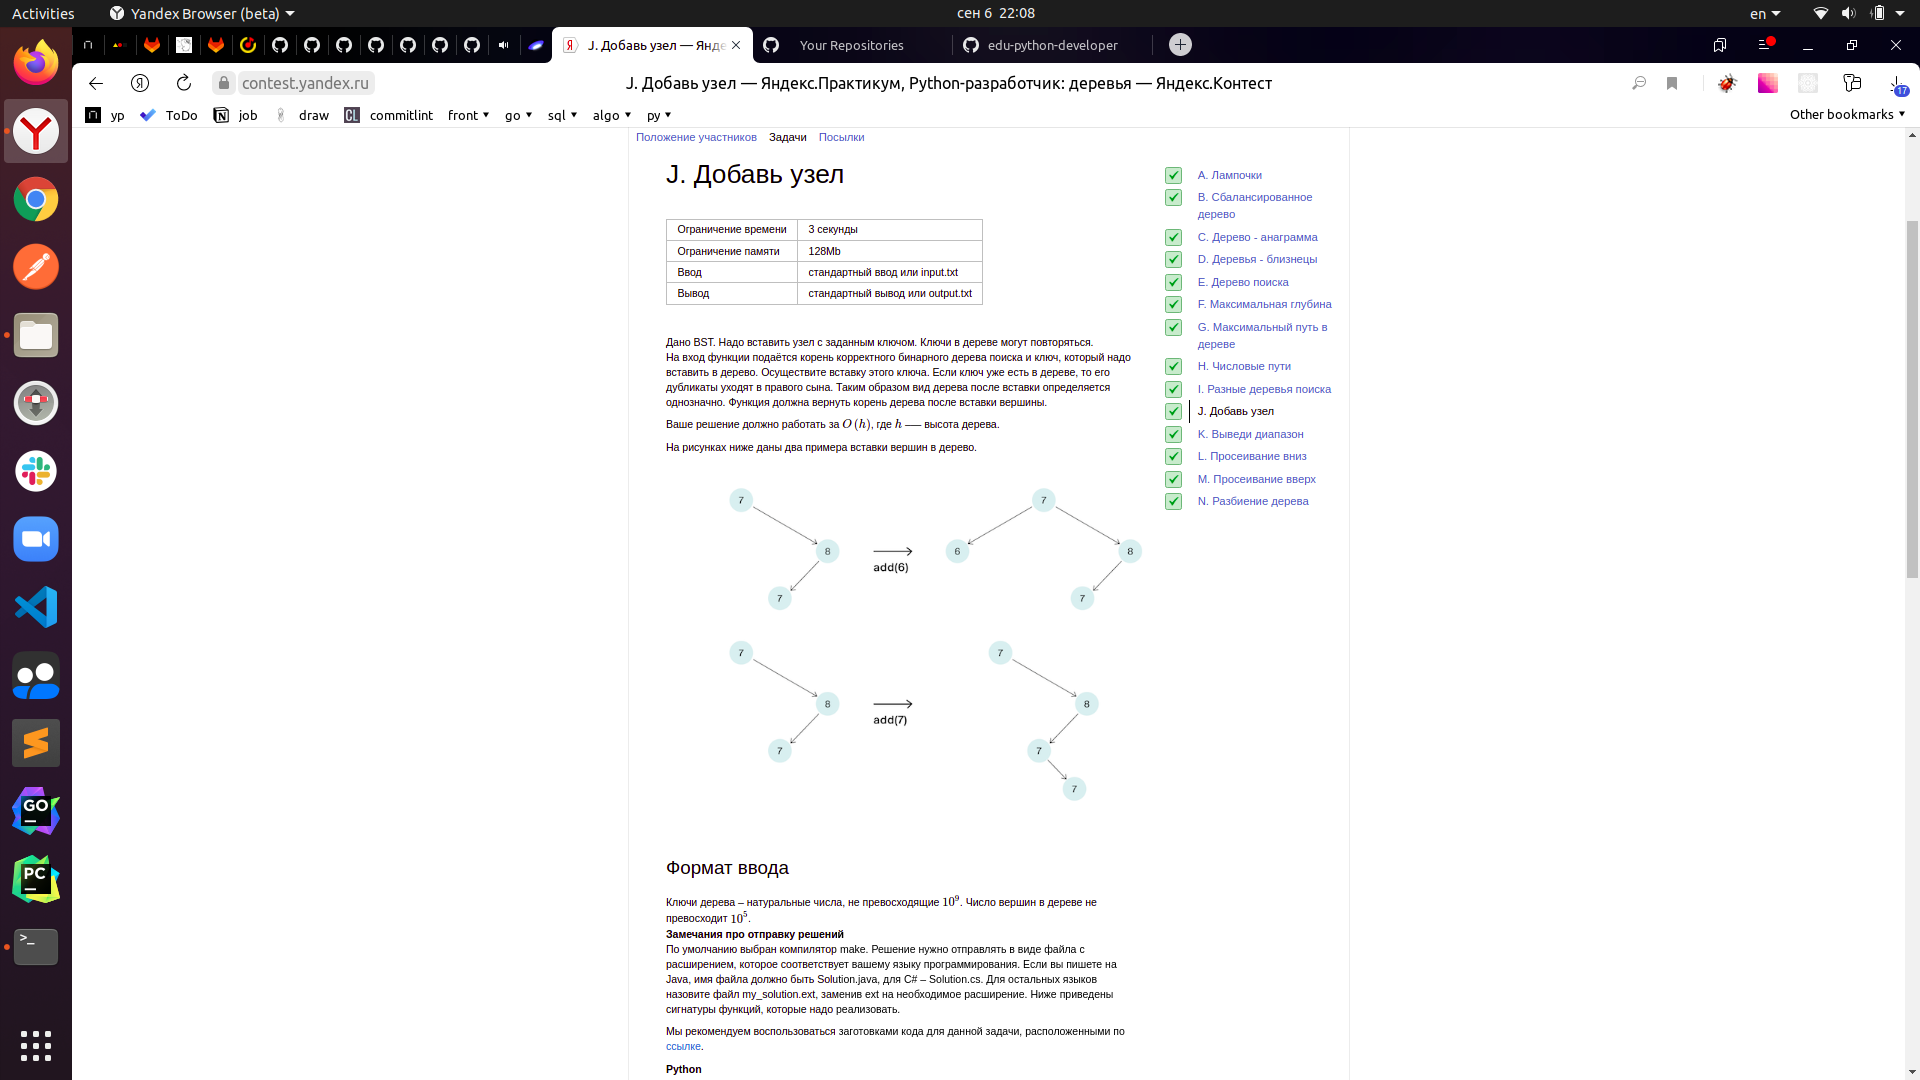 Activities
Yandex Browser (beta)
сен 6 22:08
en
J. Добавь узел — Янде
Your Repositories
edu-python-developer
contest.yandex.ru
J. Добавь узел — Яндекс.Практикум, Python-разработчик: деревья — Яндекс.Контест
17
yp
ToDo
job
draw
CL
commitlint
front
go
sql
algo
py
Other bookmarks
Положение участников
Задачи
Посылки
J. Добавь узел
Ограничение времени 3 секунды
Ограничение памяти 128Mb
Ввод стандартный ввод или input.txt
Вывод стандартный вывод или output.txt
Дано BST. Надо вставить узел с заданным ключом. Ключи в дереве могут повторяться.
На вход функции подаётся корень корректного бинарного дерева поиска и ключ, который надо
вставить в дерево. Осуществите вставку этого ключа. Если ключ уже есть в дереве, то его
дубликаты уходят в правого сына. Таким образом вид дерева после вставки определяется
однозначно. Функция должна вернуть корень дерева после вставки вершины.
Ваше решение должно работать за O (h), где h — высота дерева.
На рисунках ниже даны два примера вставки вершин в дерево.
7
8
7
add(6)
7
6
8
7
7
8
7
add(7)
7
8
7
7
Формат ввода
Ключи дерева – натуральные числа, не превосходящие 10⁹. Число вершин в дереве не
превосходит 10⁵.
Замечания про отправку решений
По умолчанию выбран компилятор make. Решение нужно отправлять в виде файла с
расширением, которое соответствует вашему языку программирования. Если вы пишете на
Java, имя файла должно быть Solution.java, для C# – Solution.cs. Для остальных языков
назовите файл my_solution.ext, заменив ext на необходимое расширение. Ниже приведены
сигнатуры функций, которые надо реализовать.
Мы рекомендуем воспользоваться заготовками кода для данной задачи, расположенными по
ссылке.
Python
A. Лампочки
B. Сбалансированное
дерево
C. Дерево - анаграмма
D. Деревья - близнецы
E. Дерево поиска
F. Максимальная глубина
G. Максимальный путь в
дереве
H. Числовые пути
I. Разные деревья поиска
J. Добавь узел
K. Выведи диапазон
L. Просеивание вниз
M. Просеивание вверх
N. Разбиение дерева
GO
PC